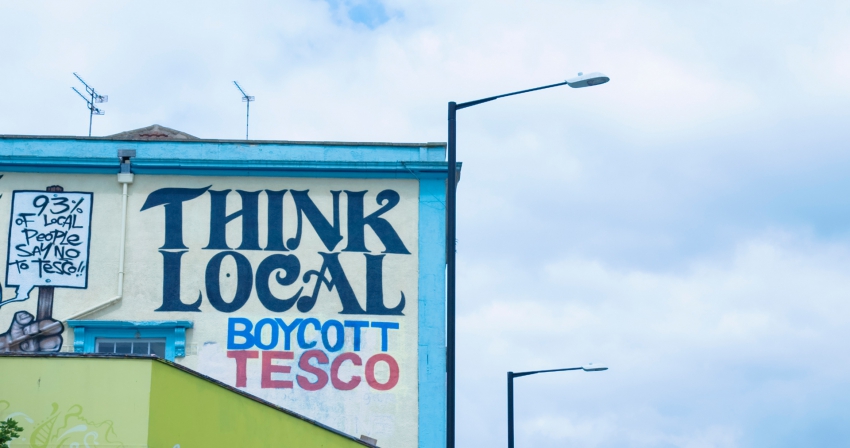 93%
OF LOCAL
PEOPLE
SAY NO
TO TESCO!!
THINK
LOCAL
BOYCOTT
TESCO